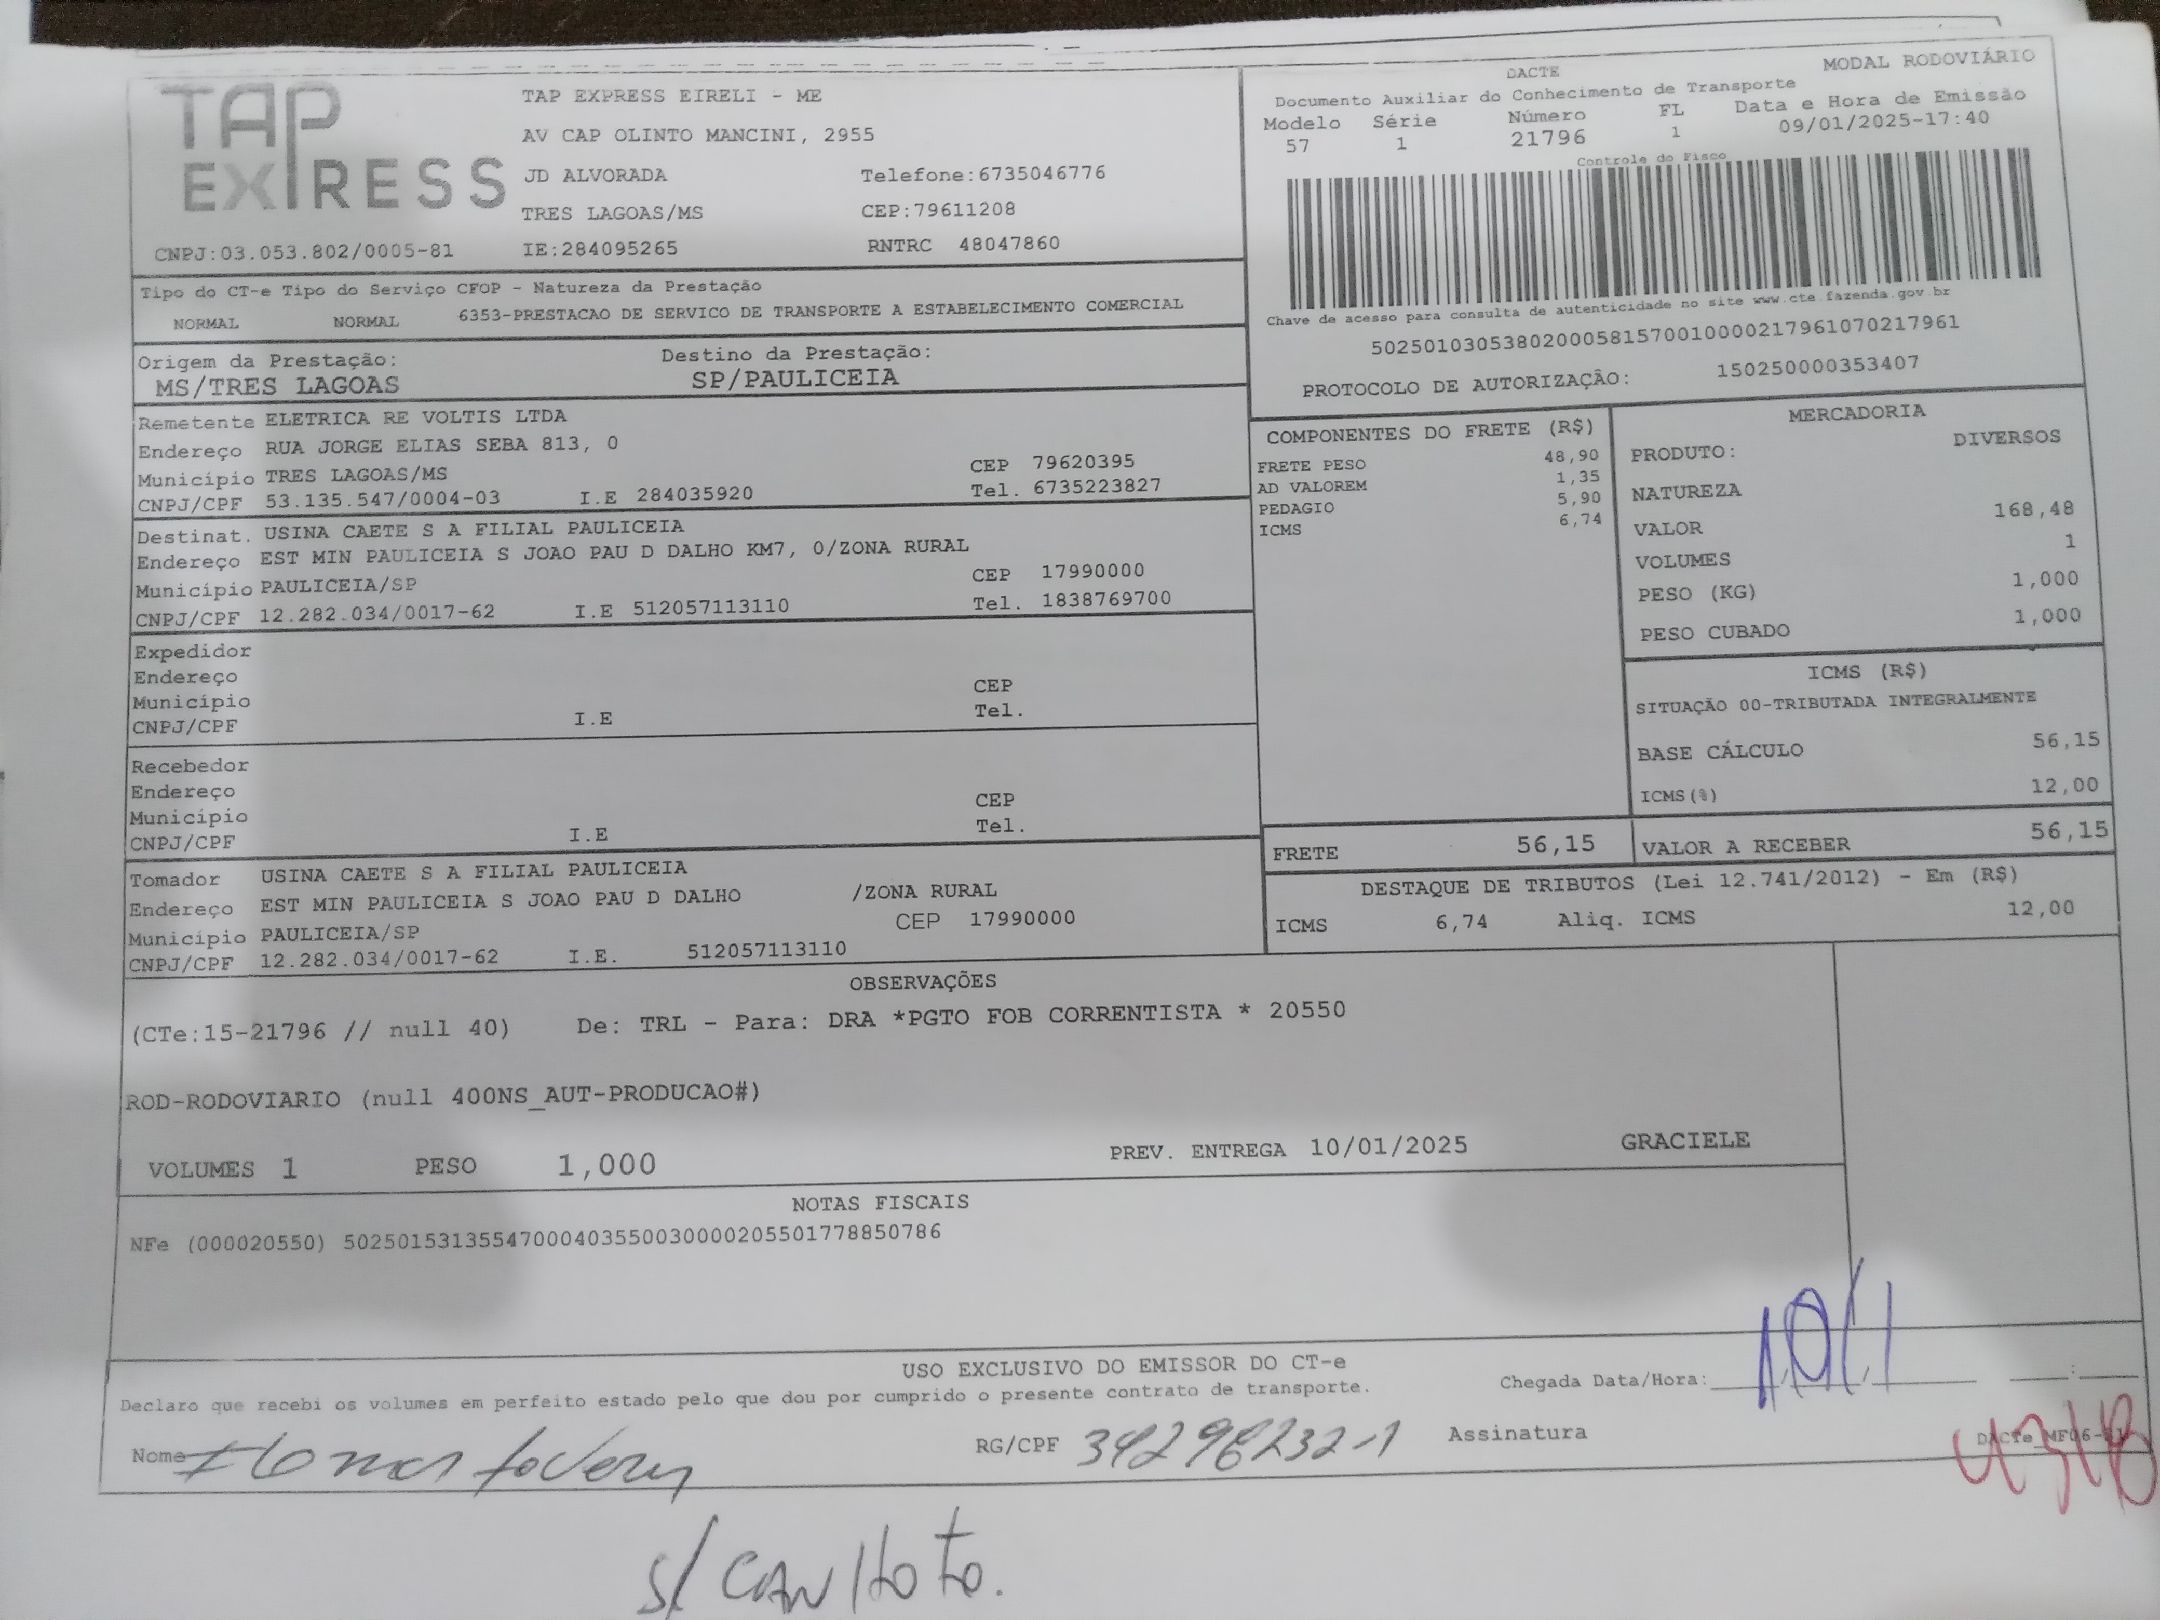 TAP EXPRESS
TAP EXPRESS EIRELI - ME
AV CAP OLINTO MANCINI, 2955
JD ALVORADA Telefone:6735046776
TRES LAGOAS/MS CEP:79611208
CNPJ:03.053.802/0005-81 IE:284095265 RNTRC 48047860
DACTE MODAL RODOVIÁRIO
Documento Auxiliar do Conhecimento de Transporte
Modelo Série Número FL Data e Hora de Emissão
57 1 21796 1 09/01/2025-17:40
Controle do Fisco
Chave de acesso para consulta de autenticidade no site www.cte.fazenda.gov.br
50250103053802000581570010000217961070217961
PROTOCOLO DE AUTORIZAÇÃO: 150250000353407
Tipo do CT-e Tipo do Serviço CFOP - Natureza da Prestação
NORMAL NORMAL 6353-PRESTACAO DE SERVICO DE TRANSPORTE A ESTABELECIMENTO COMERCIAL
Origem da Prestação: Destino da Prestação:
MS/TRES LAGOAS SP/PAULICEIA
Remetente ELETRICA RE VOLTIS LTDA
Endereço RUA JORGE ELIAS SEBA 813, 0
Município TRES LAGOAS/MS CEP 79620395
CNPJ/CPF 53.135.547/0004-03 I.E 284035920 Tel. 6735223827
Destinat. USINA CAETE S A FILIAL PAULICEIA
Endereço EST MIN PAULICEIA S JOAO PAU D DALHO KM7, 0/ZONA RURAL
Município PAULICEIA/SP CEP 17990000
CNPJ/CPF 12.282.034/0017-62 I.E 512057113110 Tel. 1838769700
Expedidor
Endereço
Município CEP
CNPJ/CPF I.E Tel.
Recebedor
Endereço
Município CEP
CNPJ/CPF I.E Tel.
Tomador USINA CAETE S A FILIAL PAULICEIA
Endereço EST MIN PAULICEIA S JOAO PAU D DALHO /ZONA RURAL
Município PAULICEIA/SP CEP 17990000
CNPJ/CPF 12.282.034/0017-62 I.E. 512057113110
COMPONENTES DO FRETE (R$)
FRETE PESO 48,90
AD VALOREM 1,35
PEDAGIO 5,90
ICMS 6,74
MERCADORIA
PRODUTO: DIVERSOS
NATUREZA
VALOR 168,48
VOLUMES 1
PESO (KG) 1,000
PESO CUBADO 1,000
ICMS (R$)
SITUAÇÃO 00-TRIBUTADA INTEGRALMENTE
BASE CÁLCULO 56,15
ICMS(%) 12,00
FRETE 56,15 VALOR A RECEBER 56,15
DESTAQUE DE TRIBUTOS (Lei 12.741/2012) - Em (R$)
ICMS 6,74 Aliq. ICMS 12,00
OBSERVAÇÕES
(CTe:15-21796 // null 40) De: TRL - Para: DRA *PGTO FOB CORRENTISTA * 20550
ROD-RODOVIARIO (null 400NS_AUT-PRODUCAO#)
VOLUMES 1 PESO 1,000 PREV. ENTREGA 10/01/2025 GRACIELE
NOTAS FISCAIS
NFe (000020550) 50250153135547000403550030000205501778850786
USO EXCLUSIVO DO EMISSOR DO CT-e
Declaro que recebi os volumes em perfeito estado pelo que dou por cumprido o presente contrato de transporte. Chegada Data/Hora: 10/1
Nome RG/CPF 34296232-1 Assinatura
s/ canhoto.